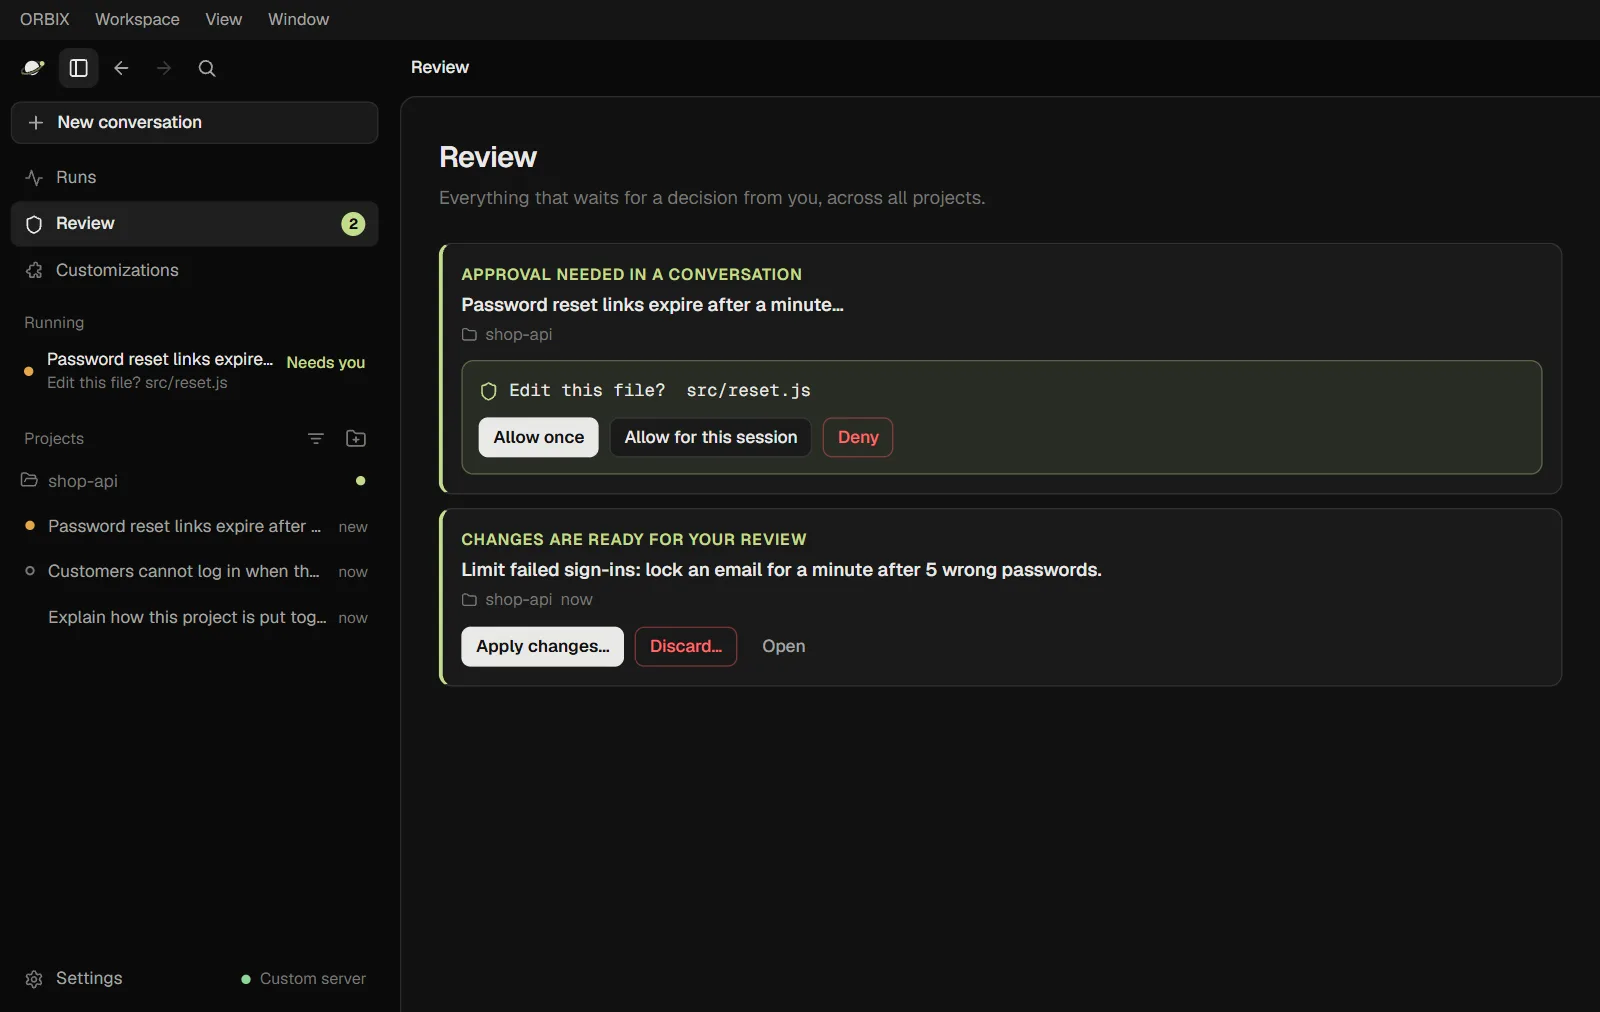 ORBIX Workspace View Window
Review
New conversation
Runs
Review 2
Customizations
Running
Password reset links expire... Needs you
Edit this file? src/reset.js
Projects
shop-api
Password reset links expire after ... new
Customers cannot log in when th... now
Explain how this project is put tog... now
Settings Custom server
Review
Everything that waits for a decision from you, across all projects.
APPROVAL NEEDED IN A CONVERSATION
Password reset links expire after a minute...
shop-api
Edit this file? src/reset.js
Allow once Allow for this session Deny
CHANGES ARE READY FOR YOUR REVIEW
Limit failed sign-ins: lock an email for a minute after 5 wrong passwords.
shop-api now
Apply changes... Discard... Open